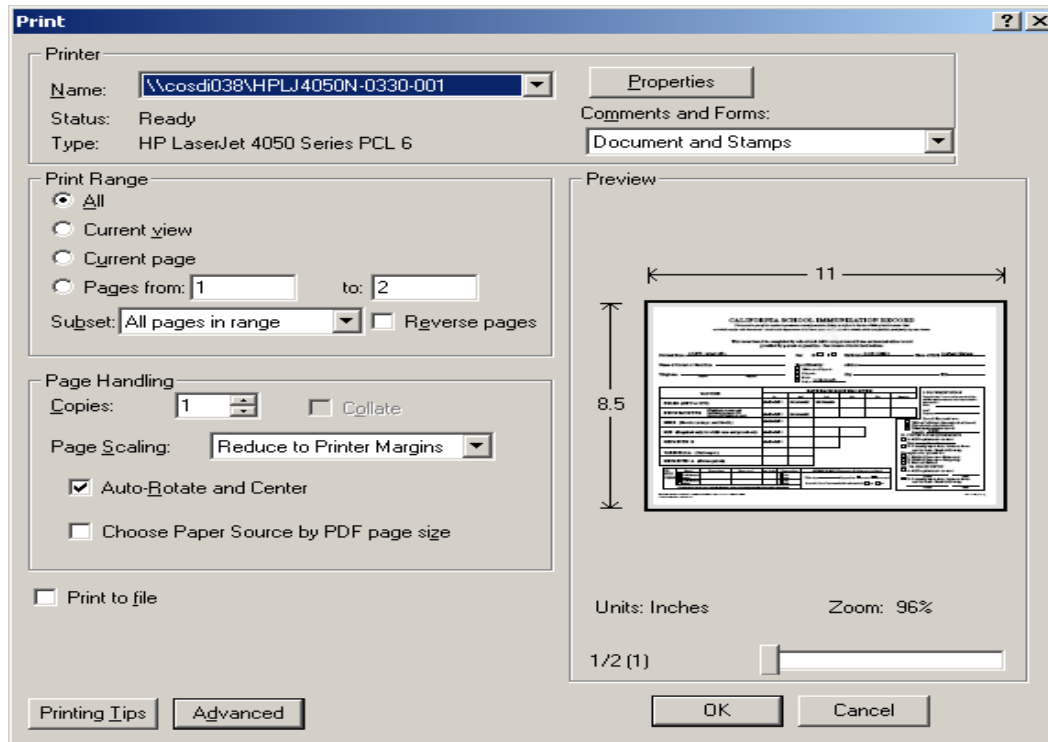 Print
Printer
Name: \\cosdi038\HPLJ4050N-0330-001
Properties
Status: Ready
Comments and Forms:
Type: HP LaserJet 4050 Series PCL 6
Document and Stamps
Print Range
All
Current view
Current page
Pages from: 1 to: 2
Subset: All pages in range Reverse pages
Page Handling
Copies: 1 Collate
Page Scaling: Reduce to Printer Margins
Auto-Rotate and Center
Choose Paper Source by PDF page size
Print to file
Preview
11
8.5
CALIFORNIA SCHOOL IMMUNIZATION RECORD
Units: Inches Zoom: 96%
1/2 (1)
Printing Tips Advanced OK Cancel